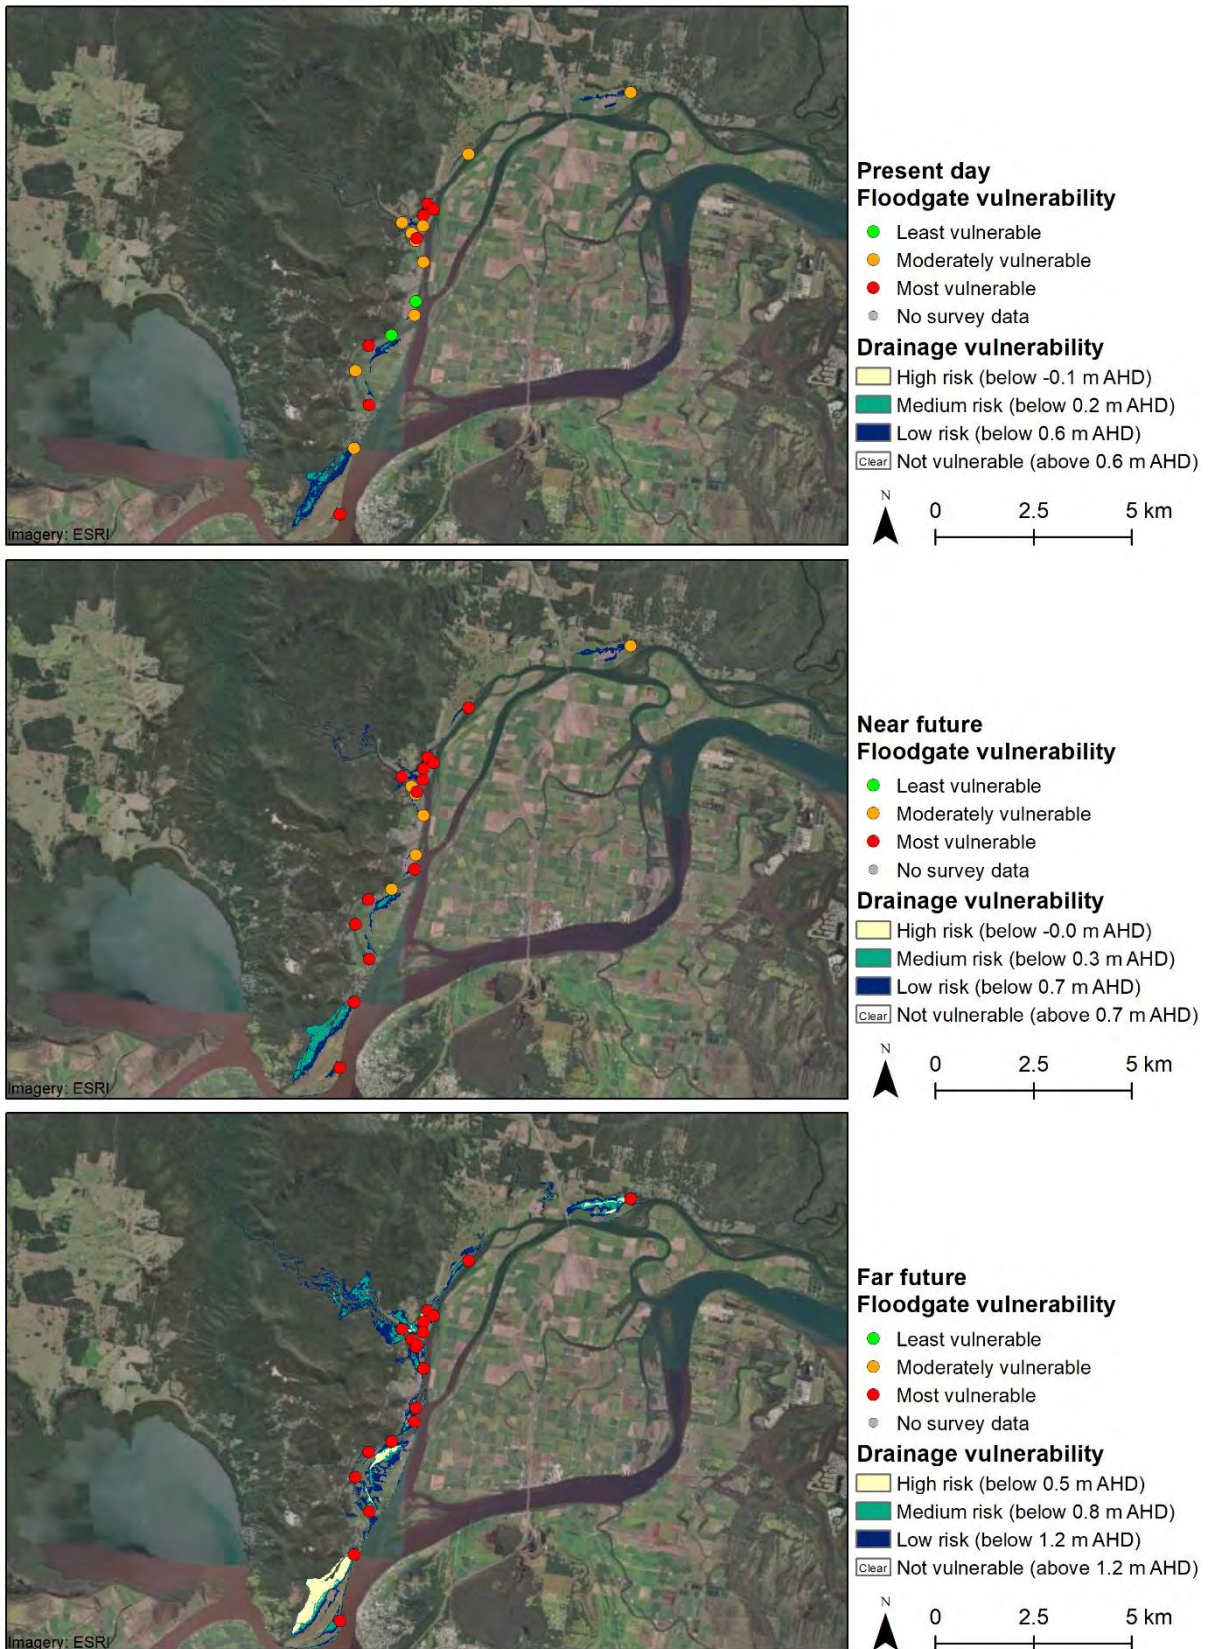 Present day
Floodgate vulnerability
Least vulnerable
Moderately vulnerable
Most vulnerable
No survey data
Drainage vulnerability
High risk (below -0.1 m AHD)
Medium risk (below 0.2 m AHD)
Low risk (below 0.6 m AHD)
Clear Not vulnerable (above 0.6 m AHD)
N
0 2.5 5 km
Imagery: ESRI
Near future
Floodgate vulnerability
Least vulnerable
Moderately vulnerable
Most vulnerable
No survey data
Drainage vulnerability
High risk (below -0.0 m AHD)
Medium risk (below 0.3 m AHD)
Low risk (below 0.7 m AHD)
Clear Not vulnerable (above 0.7 m AHD)
N
0 2.5 5 km
Imagery: ESRI
Far future
Floodgate vulnerability
Least vulnerable
Moderately vulnerable
Most vulnerable
No survey data
Drainage vulnerability
High risk (below 0.5 m AHD)
Medium risk (below 0.8 m AHD)
Low risk (below 1.2 m AHD)
Clear Not vulnerable (above 1.2 m AHD)
N
0 2.5 5 km
Imagery: ESRI